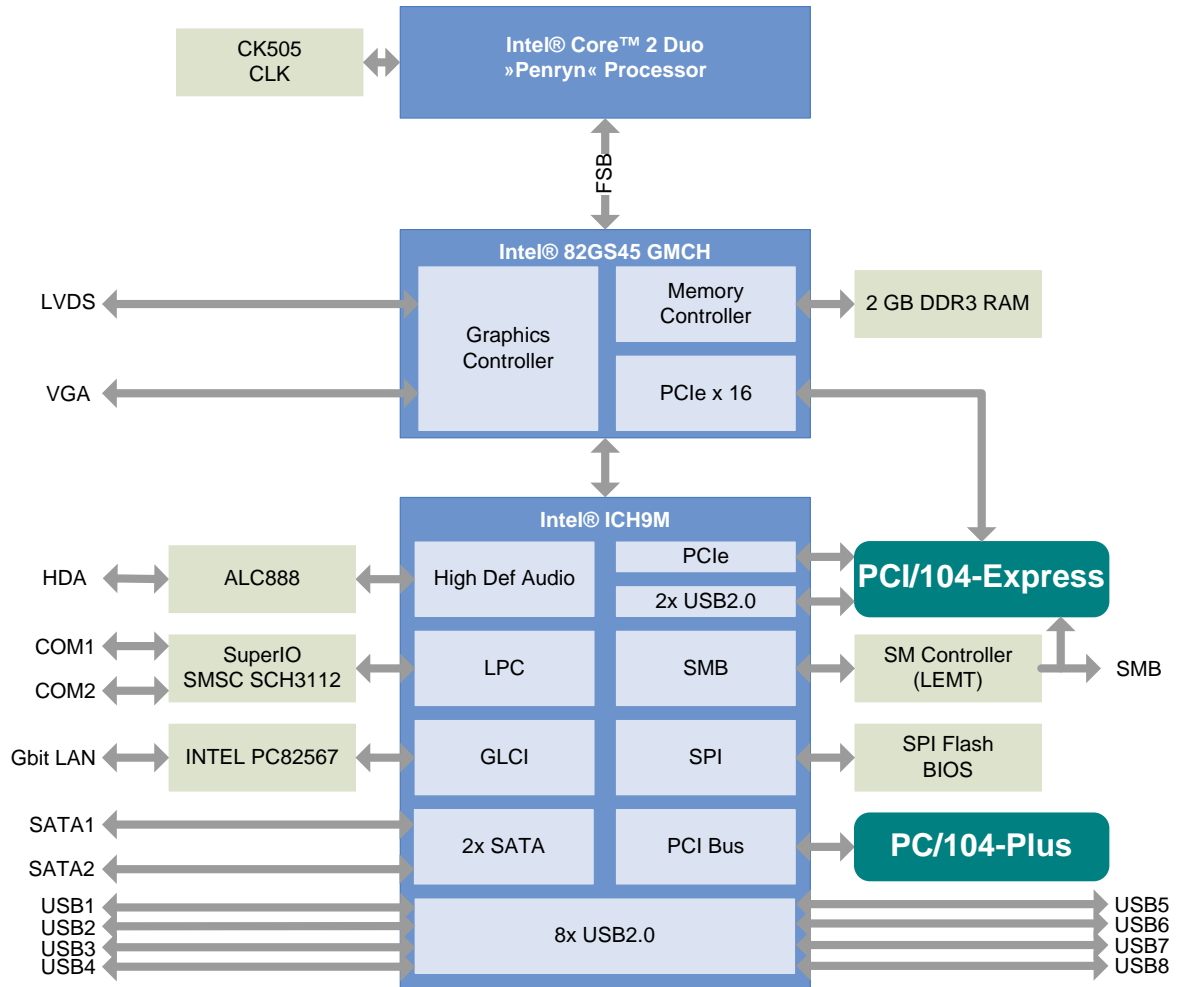 CK505
CLK
Intel® Core™ 2 Duo
»Penryn« Processor
FSB
Intel® 82GS45 GMCH
LVDS
VGA
Graphics
Controller
Memory
Controller
PCIe x 16
2 GB DDR3 RAM
Intel® ICH9M
HDA
ALC888
High Def Audio
PCIe
2x USB2.0
PCI/104-Express
COM1
COM2
SuperIO
SMSC SCH3112
LPC
SMB
SM Controller
(LEMT)
SMB
Gbit LAN
INTEL PC82567
GLCI
SPI
SPI Flash
BIOS
SATA1
SATA2
2x SATA
PCI Bus
PC/104-Plus
USB1
USB2
USB3
USB4
8x USB2.0
USB5
USB6
USB7
USB8